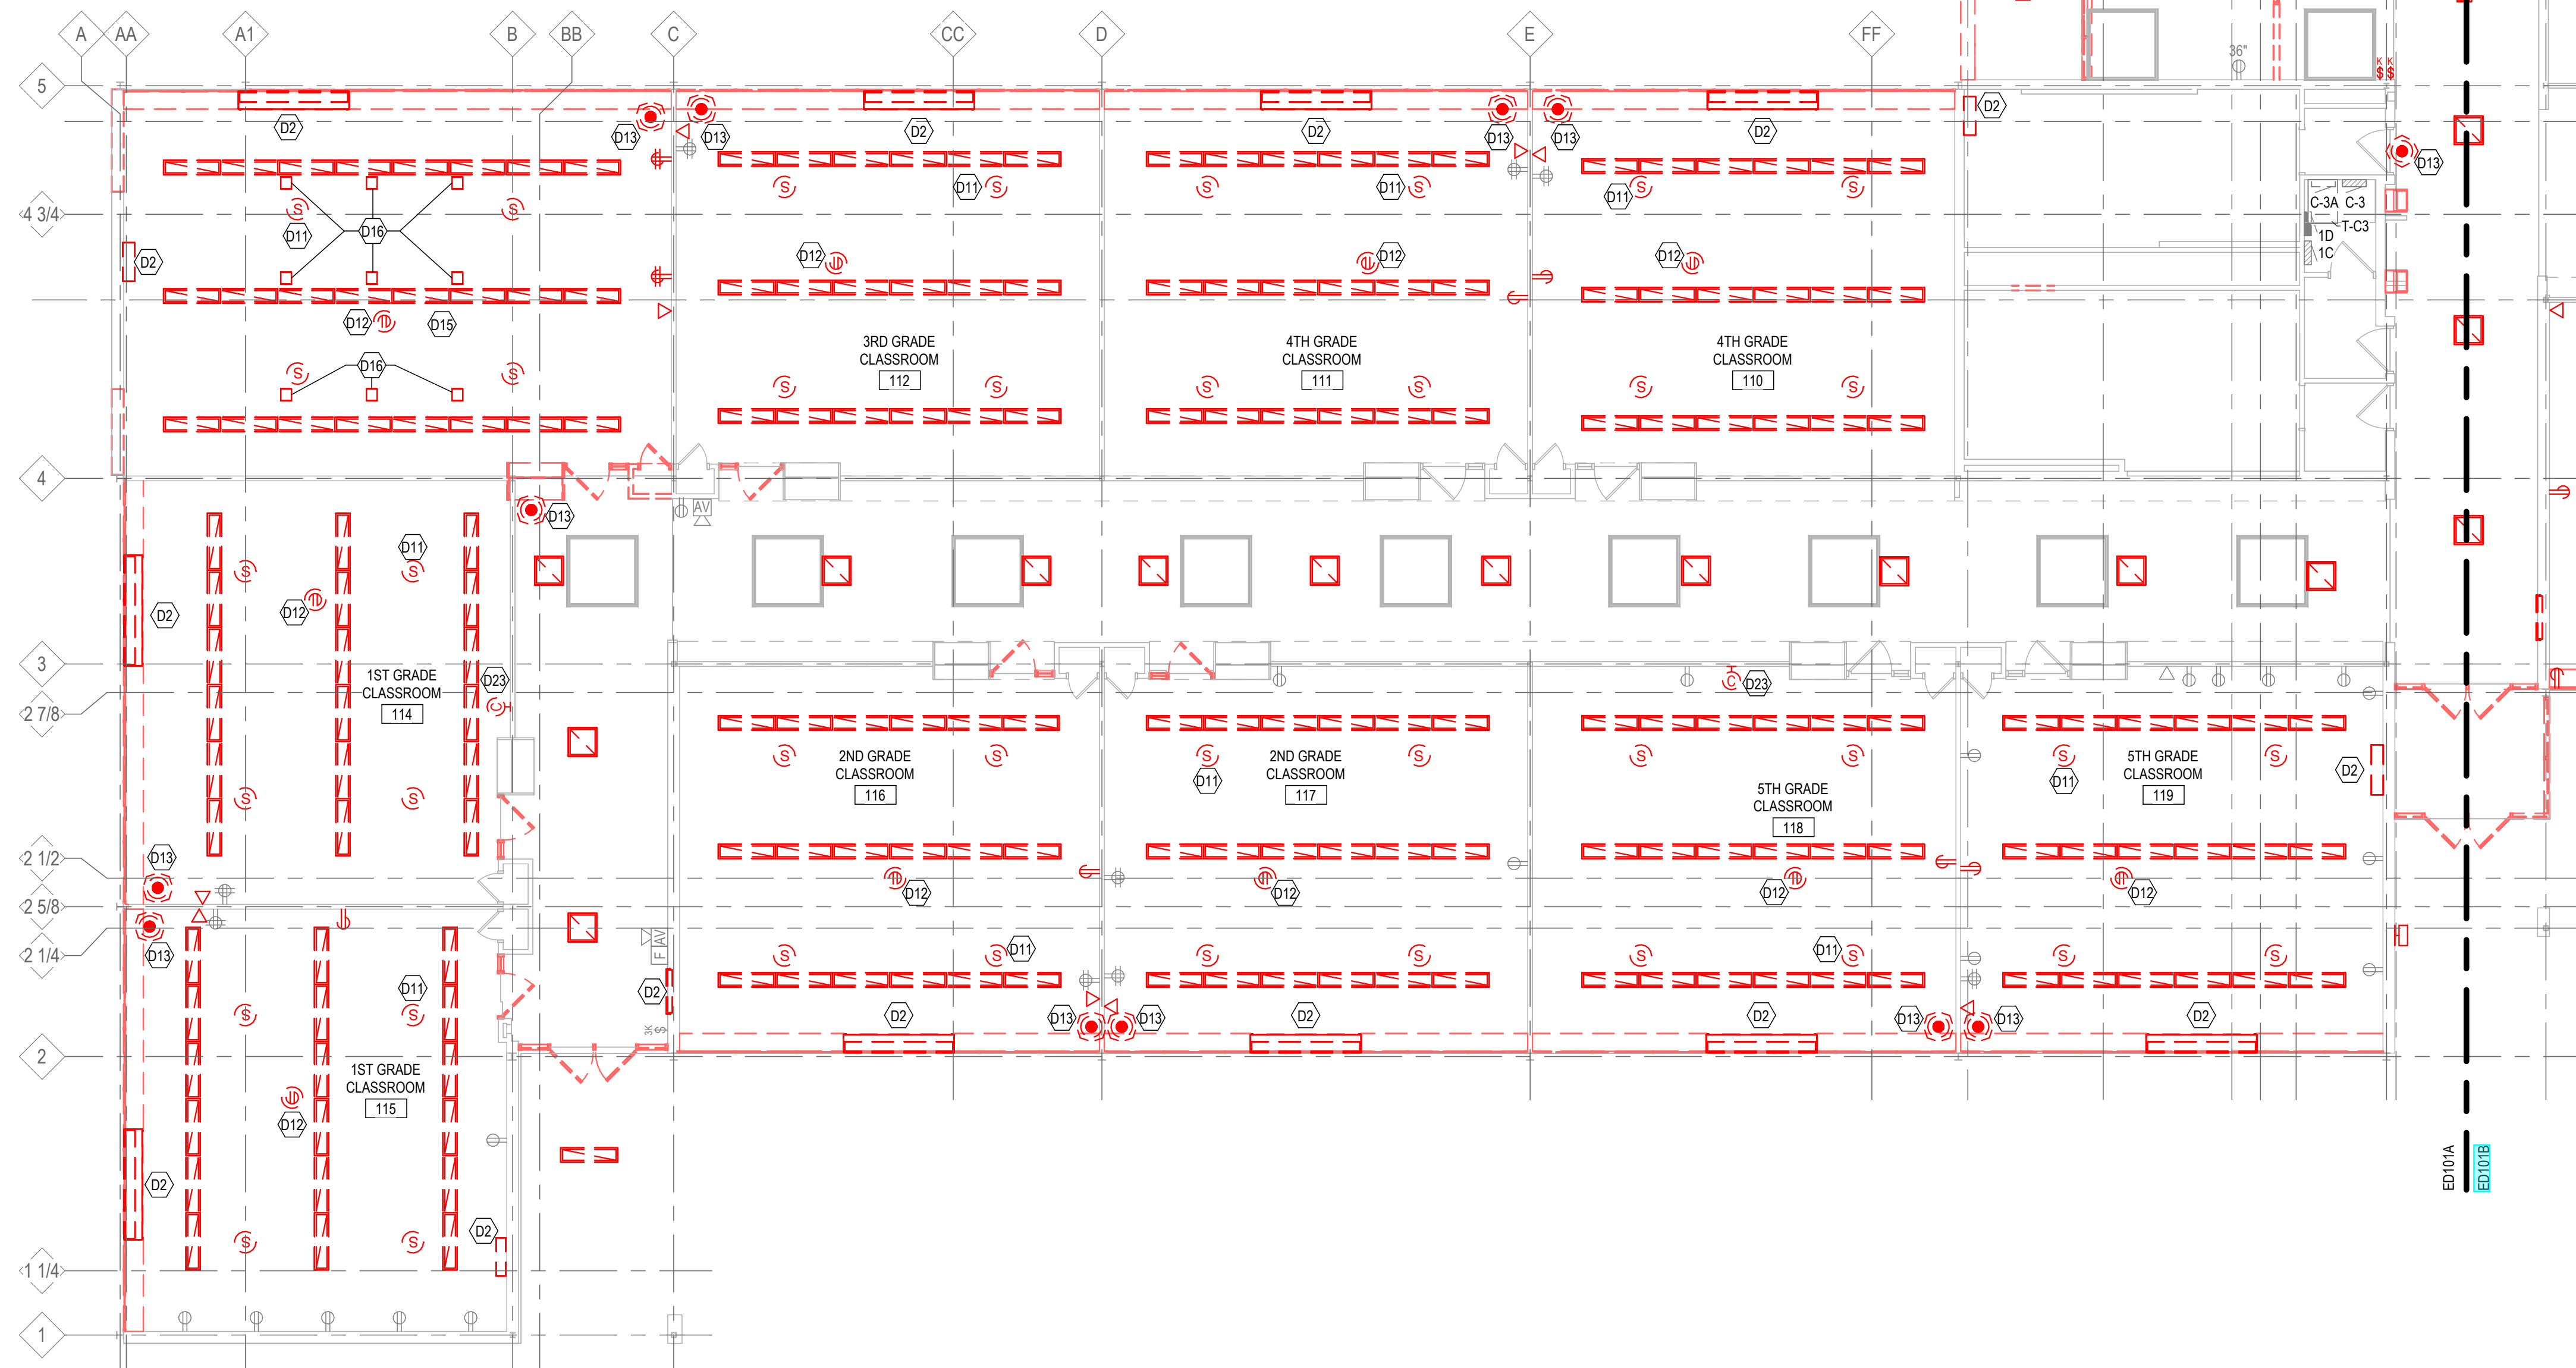 A
AA
A1
B
BB
C
CC
D
E
FF
36"
K K
$ $
5
D2
D13
D13
D2
D2
D13
D13
D2
D2
D13
D11
D11
D11
S
S
S
S
S
S
4 3/4
S
S
D11
D16
C-3A
C-3
T-C3
1D
1C
D2
D12
D12
D12
D12
D15
3RD GRADE
CLASSROOM
112
4TH GRADE
CLASSROOM
111
4TH GRADE
CLASSROOM
110
D16
S
S
S
S
S
S
S
S
4
D13
AV
D11
S
S
D12
D2
3
1ST GRADE
CLASSROOM
114
D23
C
C
D23
2 7/8
S
S
S
S
S
S
S
S
2ND GRADE
CLASSROOM
116
D11
2ND GRADE
CLASSROOM
117
5TH GRADE
CLASSROOM
118
D11
5TH GRADE
CLASSROOM
119
D2
S
S
2 1/2
D13
D12
D12
D12
D12
2 5/8
2 1/4
D13
F
AV
S
S
S
S
S
S
S
S
D11
D11
D11
D2
3K
$
S
S
D2
D13
D13
D2
D2
D13
D13
D2
2
1ST GRADE
CLASSROOM
115
D12
D2
D2
S
S
ED101A
ED101B
1 1/4
1